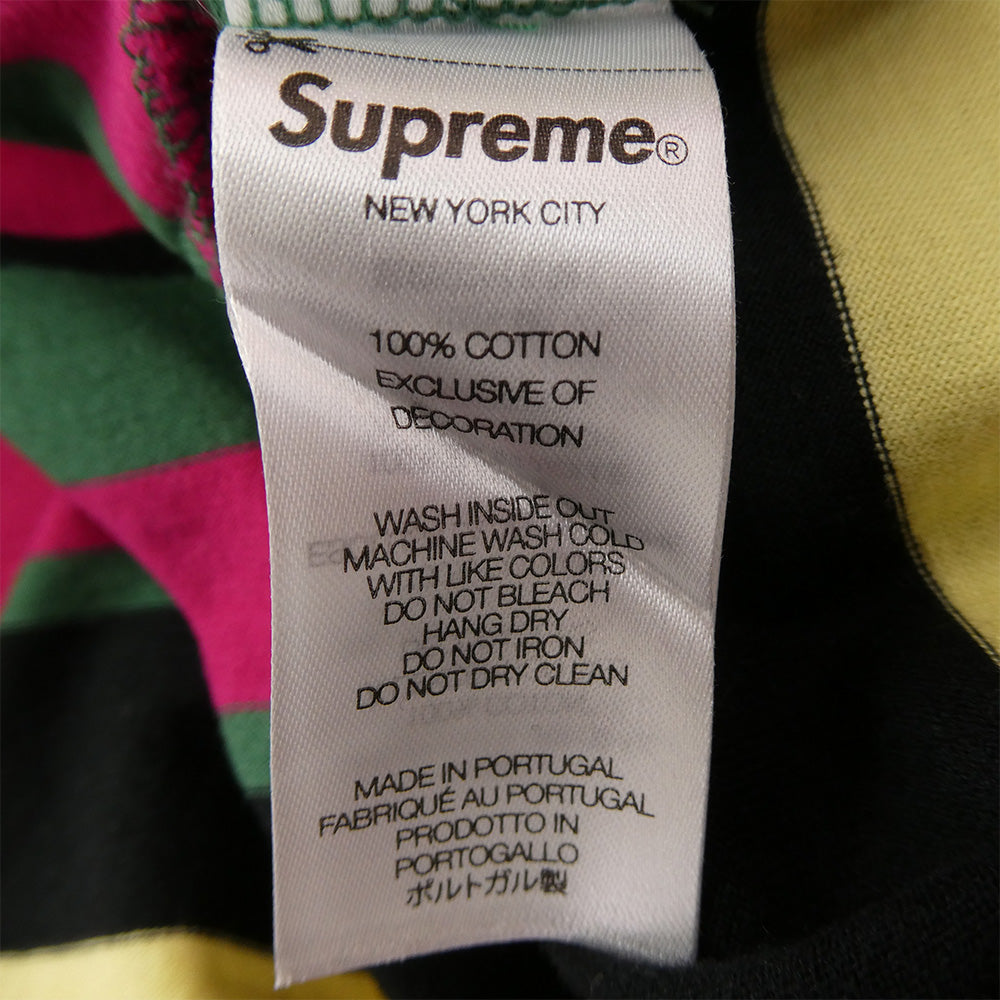 Supreme®
NEW YORK CITY
100% COTTON
EXCLUSIVE OF
DECORATION
WASH INSIDE OUT
MACHINE WASH COLD
WITH LIKE COLORS
DO NOT BLEACH
HANG DRY
DO NOT IRON
DO NOT DRY CLEAN
MADE IN PORTUGAL
FABRIQUÉ AU PORTUGAL
PRODOTTO IN
PORTOGALLO
ポルトガル製